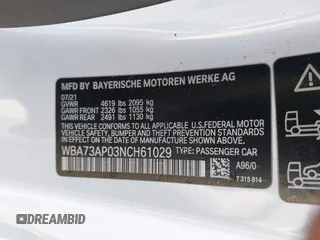 MFD BY BAYERISCHE MOTOREN WERKE AG
07/21
GVWR 4619 lbs 2095 kg
GAWR FRONT 2326 lbs 1055 kg
GAWR REAR 2491 lbs 1130 kg
THIS VEHICLE CONFORMS TO ALL APPLICABLE
U.S.FEDERAL MOTOR
VEHICLE SAFETY, BUMPER AND THEFT PREVENTION
STANDARDS IN EFFECT ON THE DATE OF
MANUFACTURE SHOWN ABOVE.
WBA73AP03NCH61029 TYPE: PASSENGER CAR
A96/0
7 315 814
DREAMBID
dreambid.com